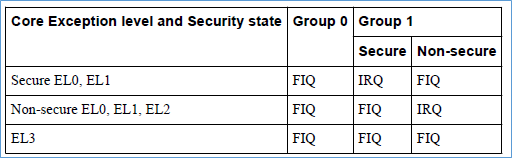 Core Exception level and Security state Group 0 Group 1
Secure Non-secure
Secure EL0, EL1 FIQ IRQ FIQ
Non-secure EL0, EL1, EL2 FIQ FIQ IRQ
EL3 FIQ FIQ FIQ